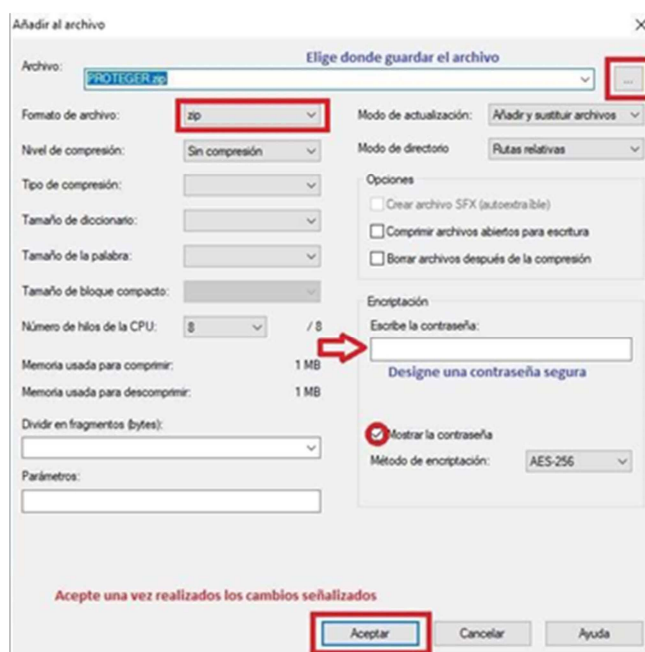 Añadir al archivo
Elige donde guardar el archivo
Archivo:
PROTEGER.zip
...
Formato de archivo: zip
Modo de actualización: Añadir y sustituir archivos
Nivel de compresión: Sin compresión
Modo de directorio Rutas relativas
Tipo de compresión:
Opciones
Crear archivo SFX (autoextraíble)
Tamaño de diccionario:
Comprimir archivos abiertos para escritura
Tamaño de la palabra:
Borrar archivos después de la compresión
Tamaño de bloque compacto:
Encriptación
Número de hilos de la CPU: 8 / 8
Escribe la contraseña:
Memoria usada para comprimir: 1 MB
Designe una contraseña segura
Memoria usada para descomprimir: 1 MB
Dividir en fragmentos (bytes):
Mostrar la contraseña
Método de encriptación: AES-256
Parámetros:
Acepte una vez realizados los cambios señalizados
Aceptar Cancelar Ayuda